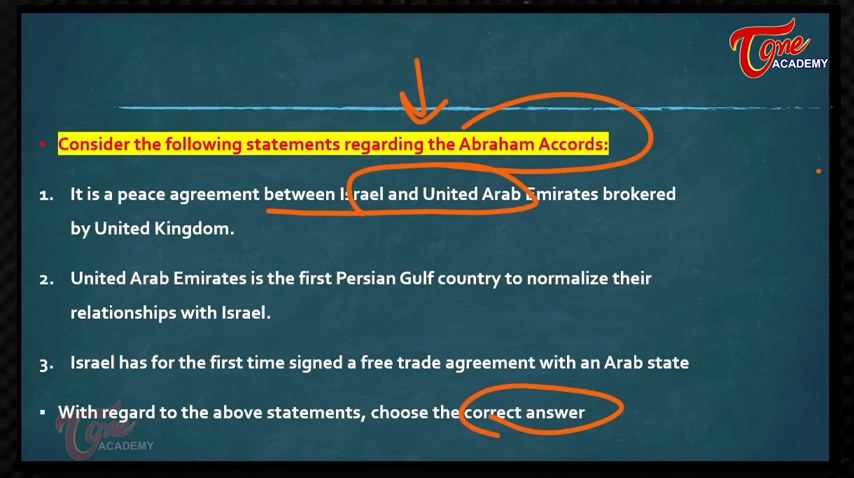 Tone
ACADEMY
Consider the following statements regarding the Abraham Accords:
1. It is a peace agreement between Israel and United Arab Emirates brokered
by United Kingdom.
2. United Arab Emirates is the first Persian Gulf country to normalize their
relationships with Israel.
3. Israel has for the first time signed a free trade agreement with an Arab state
With regard to the above statements, choose the correct answer
Tone
ACADEMY